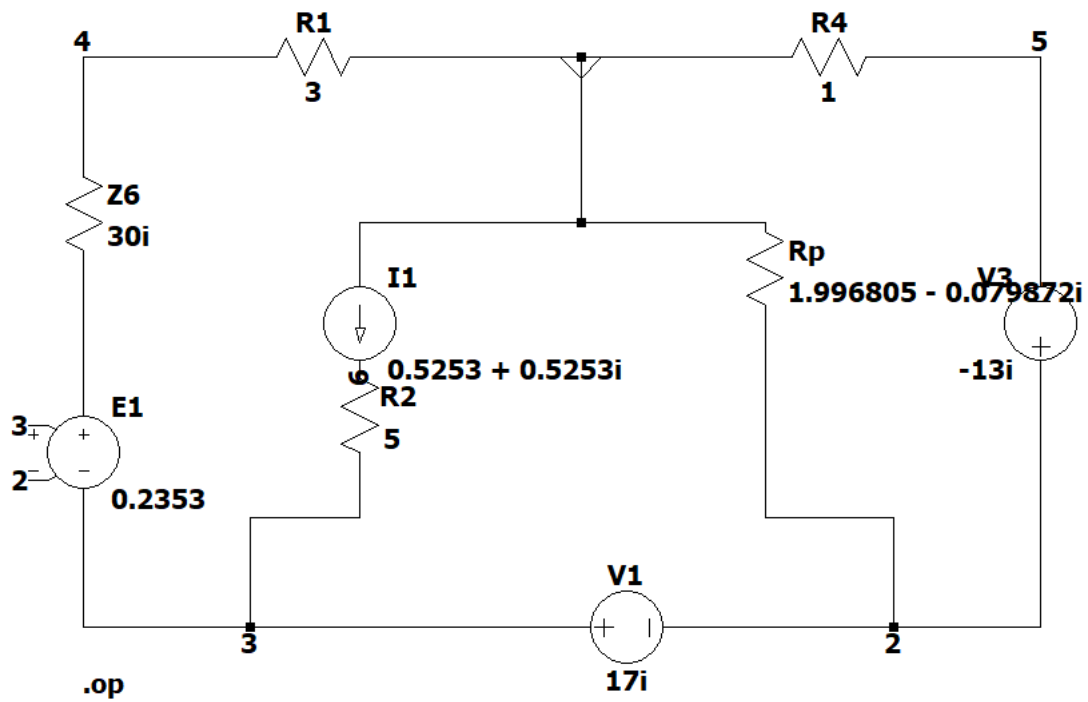 4
R1
3
R4
1
5
Z6
30i
I1
0.5253 + 0.5253i
Rp
1.996805 - 0.079872i
V3
-13i
6
R2
5
3
2
E1
0.2353
V1
17i
3
2
.op